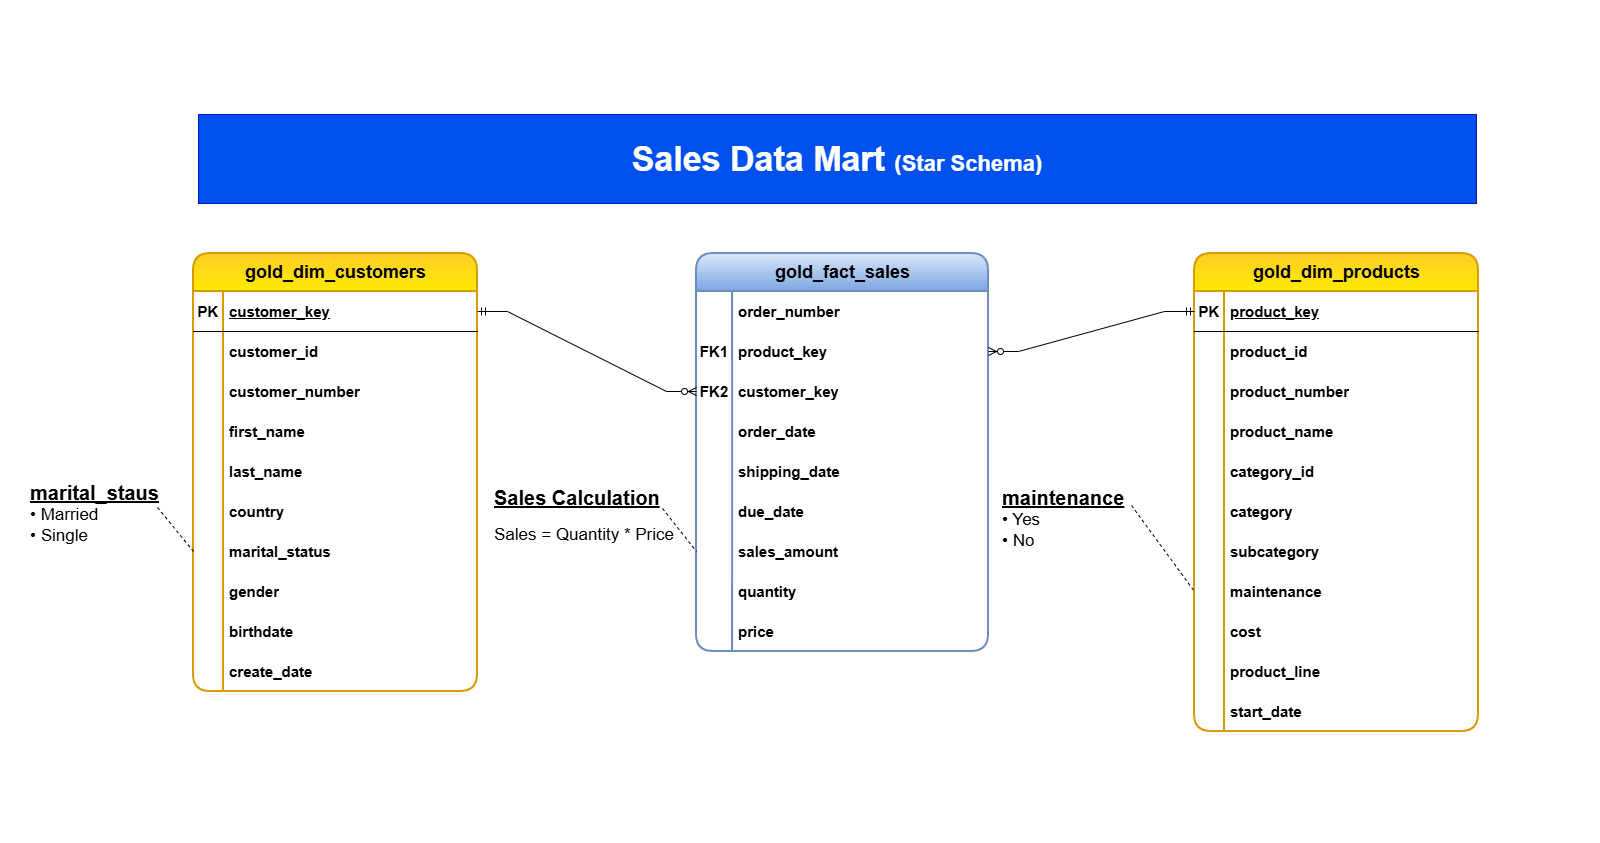 Sales Data Mart (Star Schema)
gold_dim_customers
PK customer_key
customer_id
customer_number
first_name
last_name
country
marital_status
gender
birthdate
create_date
marital_staus
• Married
• Single
gold_fact_sales
order_number
FK1 product_key
FK2 customer_key
order_date
shipping_date
due_date
sales_amount
quantity
price
Sales Calculation
Sales = Quantity * Price
gold_dim_products
PK product_key
product_id
product_number
product_name
category_id
category
subcategory
maintenance
cost
product_line
start_date
maintenance
• Yes
• No